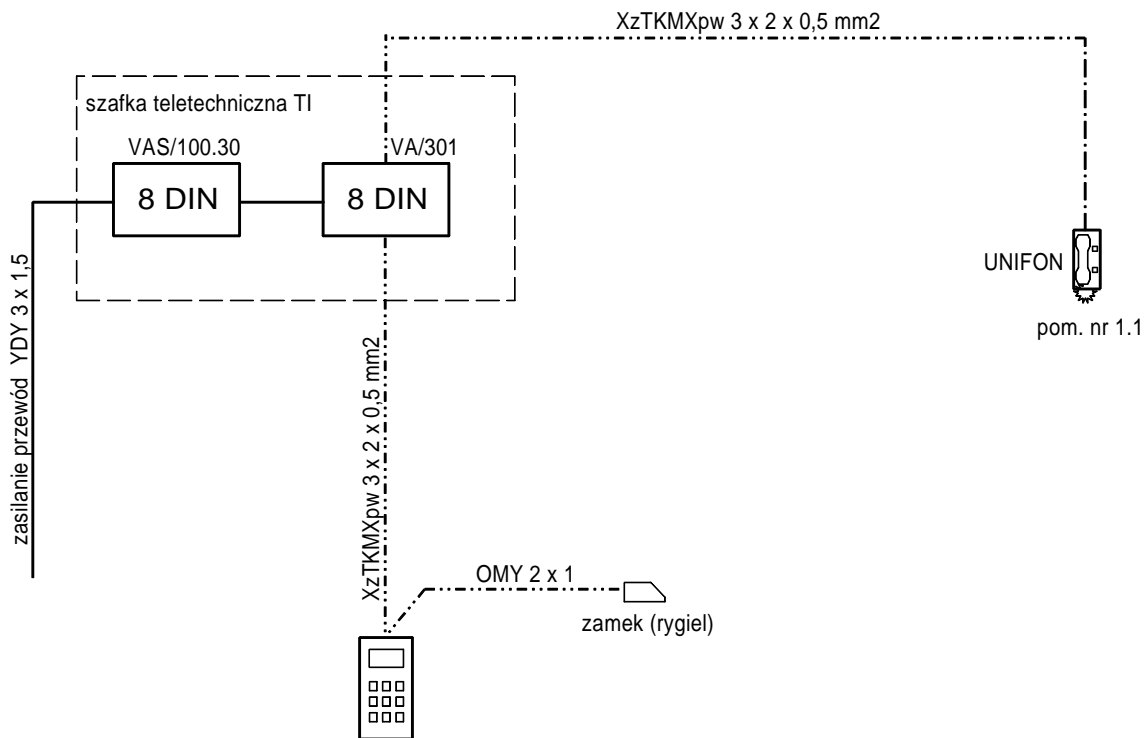 XzTKMXpw 3 x 2 x 0,5 mm2
szafka teletechniczna TI
VAS/100.30
VA/301
8 DIN
8 DIN
UNIFON
pom. nr 1.1
zasilanie przewód YDY 3 x 1,5
XzTKMXpw 3 x 2 x 0,5 mm2
OMY 2 x 1
zamek (rygiel)